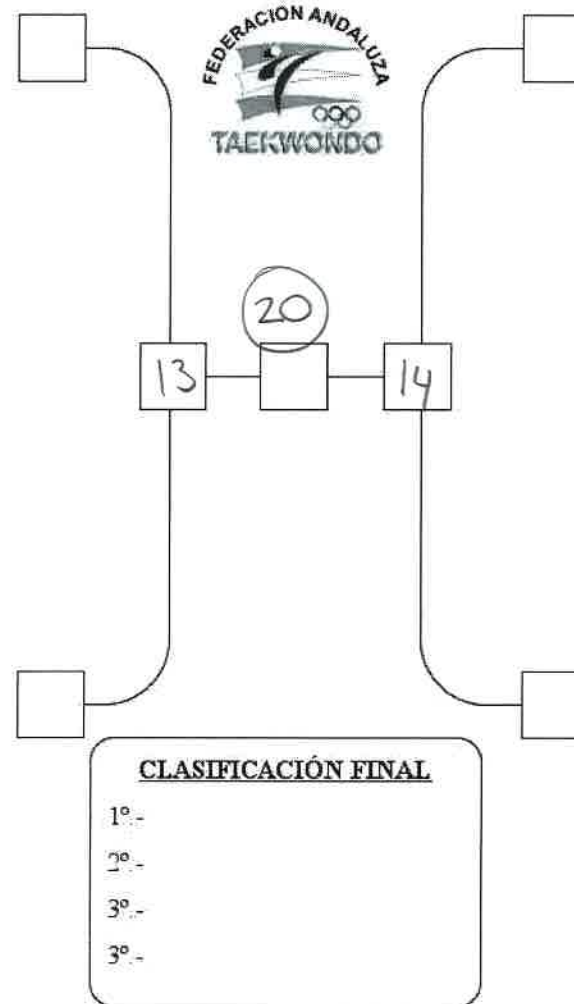 FEDERACION ANDALUZA
TAEKWONDO
20
13
14
CLASIFICACIÓN FINAL
1º.-
2º.-
3º.-
3º.-